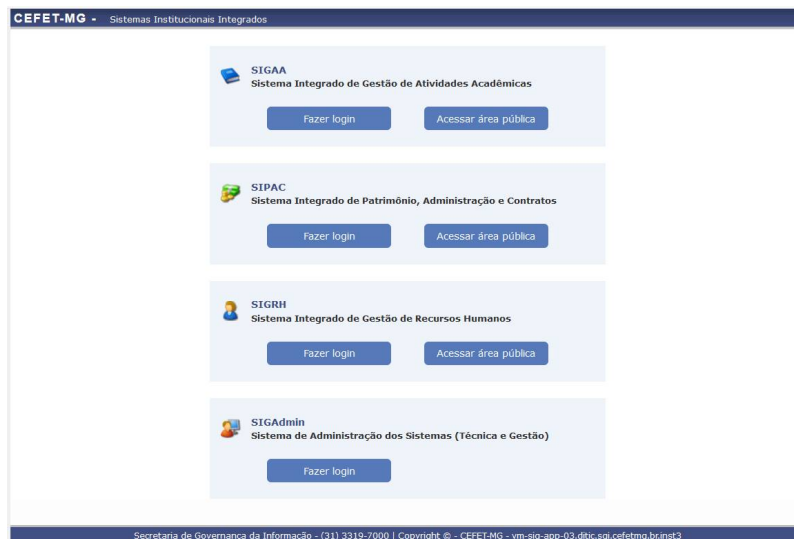 CEFET-MG - Sistemas Institucionais Integrados
SIGAA
Sistema Integrado de Gestão de Atividades Acadêmicas
Fazer login Acessar área pública
SIPAC
Sistema Integrado de Patrimônio, Administração e Contratos
Fazer login Acessar área pública
SIGRH
Sistema Integrado de Gestão de Recursos Humanos
Fazer login Acessar área pública
SIGAdmin
Sistema de Administração dos Sistemas (Técnica e Gestão)
Fazer login
Secretaria de Governança da Informação - (31) 3319-7000 | Copyright © - CEFET-MG - vm-sig-app-03.ditic.sgi.cefetmg.br.inst3